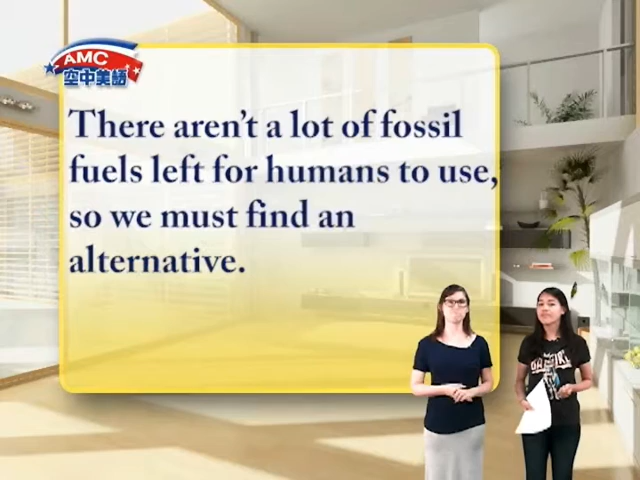 AMC
空中美語
There aren't a lot of fossil
fuels left for humans to use,
so we must find an
alternative.